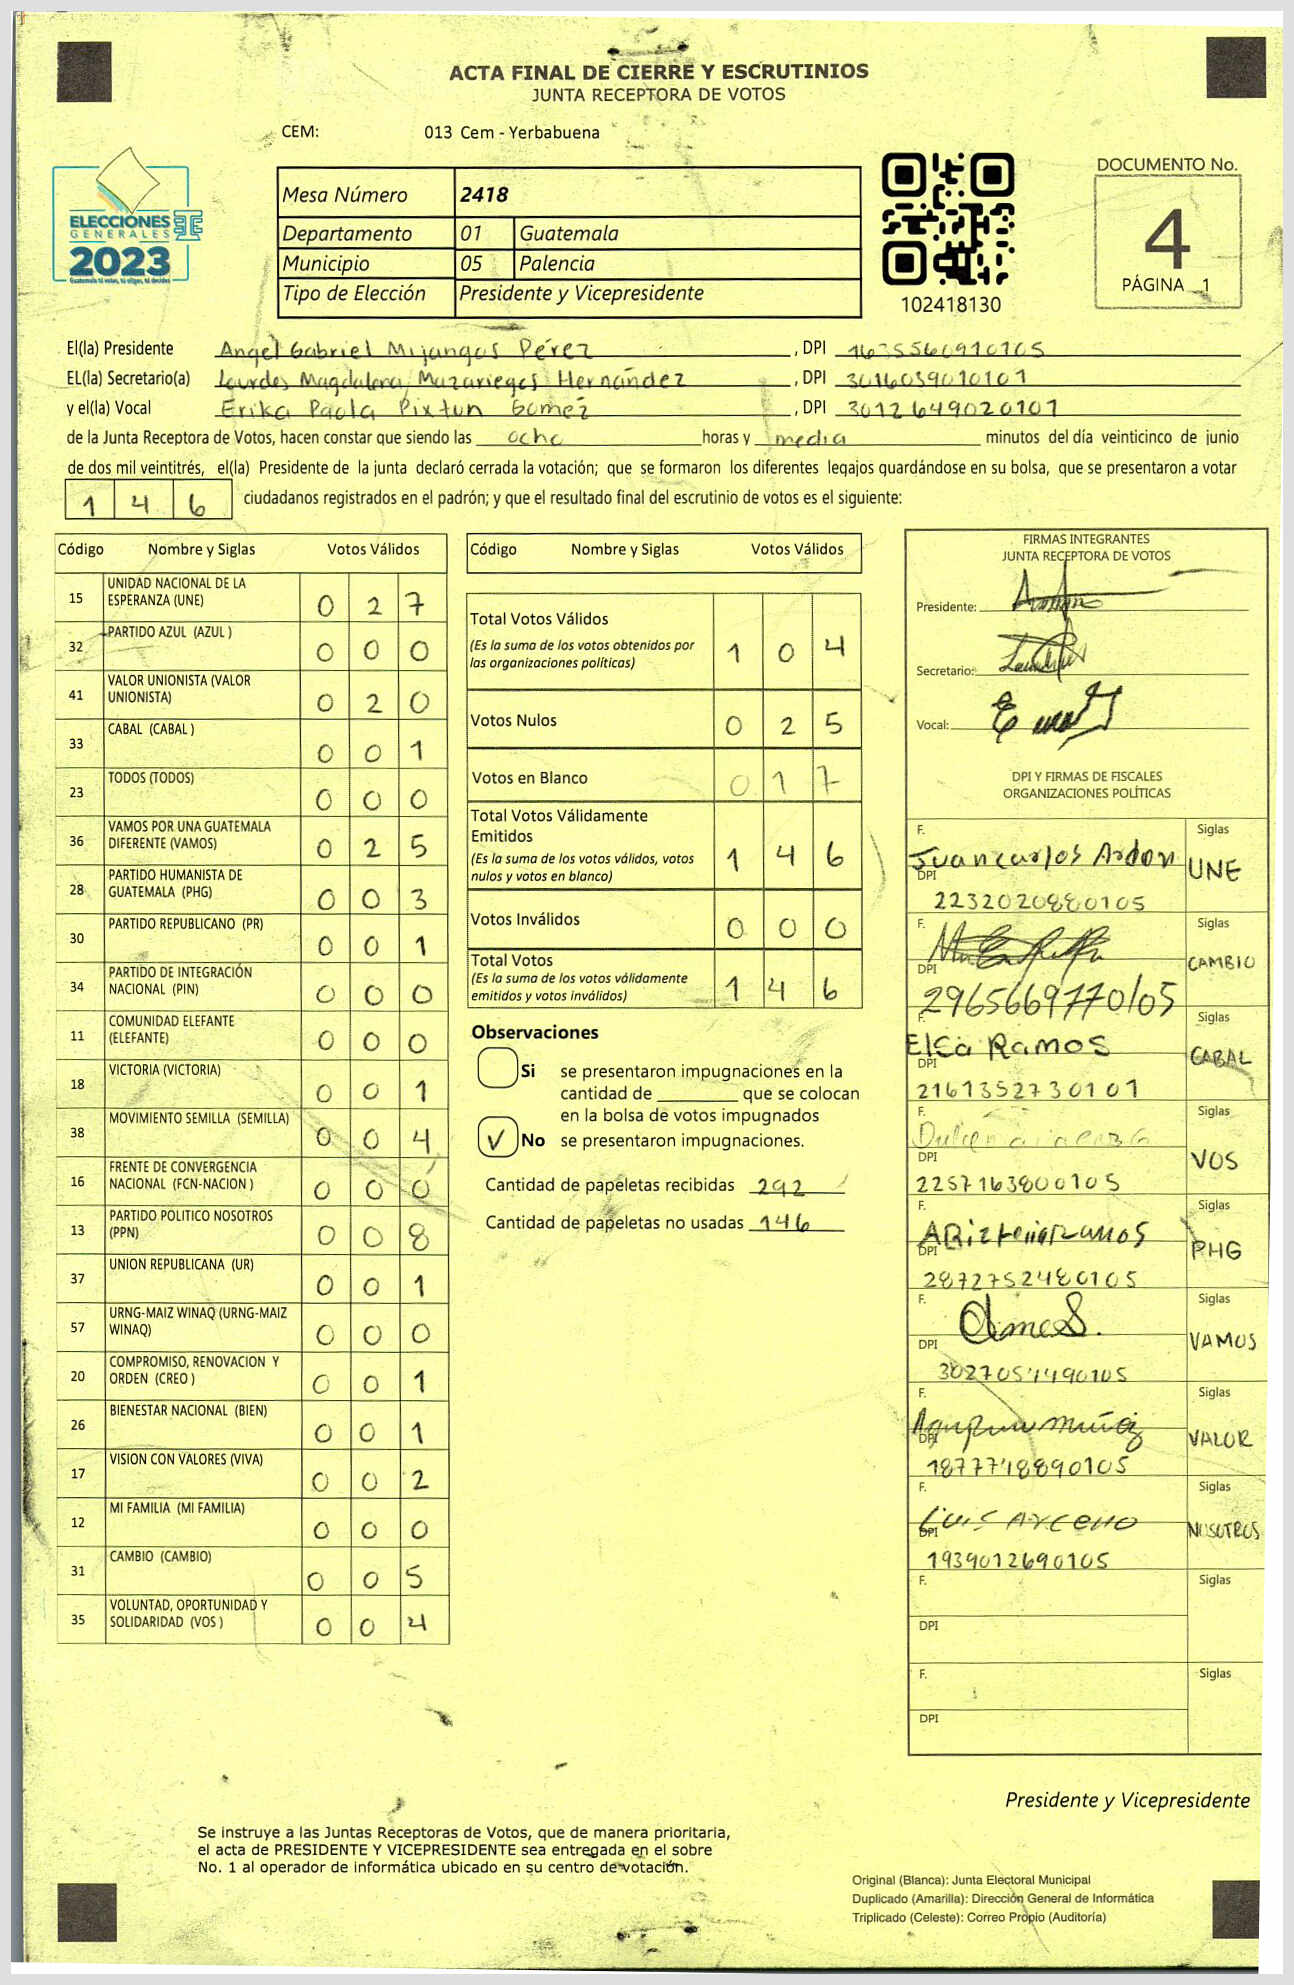 ACTA FINAL DE CIERRE Y ESCRUTINIOS
JUNTA RECEPTORA DE VOTOS
CEM: 013 Cem - Yerbabuena
ELECCIONES
GENERALES
2023
Guatemala tú votas, tú eliges, tú decides
Mesa Número 2418
Departamento 01 Guatemala
Municipio 05 Palencia
Tipo de Elección Presidente y Vicepresidente
102418130
DOCUMENTO No.
4
PÁGINA 1
El(la) Presidente Angel Gabriel Mijangos Pérez, DPI 1635560910105
EL(la) Secretario(a) Lourdes Magdalena Mazariegos Hernández, DPI 3016039010101
y el(la) Vocal Erika Paola Pixtun Gomez, DPI 3012649020101
de la Junta Receptora de Votos, hacen constar que siendo las ocho horas y media minutos del día veinticinco de junio
de dos mil veintitrés, el(la) Presidente de la junta declaró cerrada la votación; que se formaron los diferentes legajos guardándose en su bolsa, que se presentaron a votar
1 4 6 ciudadanos registrados en el padrón; y que el resultado final del escrutinio de votos es el siguiente:
Código Nombre y Siglas Votos Válidos
15 UNIDAD NACIONAL DE LA ESPERANZA (UNE) 0 2 7
32 PARTIDO AZUL (AZUL ) 0 0 0
41 VALOR UNIONISTA (VALOR UNIONISTA) 0 2 0
33 CABAL (CABAL ) 0 0 1
23 TODOS (TODOS) 0 0 0
36 VAMOS POR UNA GUATEMALA DIFERENTE (VAMOS) 0 2 5
28 PARTIDO HUMANISTA DE GUATEMALA (PHG) 0 0 3
30 PARTIDO REPUBLICANO (PR) 0 0 1
34 PARTIDO DE INTEGRACIÓN NACIONAL (PIN) 0 0 0
11 COMUNIDAD ELEFANTE (ELEFANTE) 0 0 0
18 VICTORIA (VICTORIA) 0 0 1
38 MOVIMIENTO SEMILLA (SEMILLA) 0 0 4
16 FRENTE DE CONVERGENCIA NACIONAL (FCN-NACION ) 0 0 0
13 PARTIDO POLITICO NOSOTROS (PPN) 0 0 8
37 UNION REPUBLICANA (UR) 0 0 1
57 URNG-MAIZ WINAQ (URNG-MAIZ WINAQ) 0 0 0
20 COMPROMISO, RENOVACION Y ORDEN (CREO ) 0 0 1
26 BIENESTAR NACIONAL (BIEN) 0 0 1
17 VISION CON VALORES (VIVA) 0 0 2
12 MI FAMILIA (MI FAMILIA) 0 0 0
31 CAMBIO (CAMBIO) 0 0 5
35 VOLUNTAD, OPORTUNIDAD Y SOLIDARIDAD (VOS ) 0 0 4
Código Nombre y Siglas Votos Válidos
Total Votos Válidos 1 0 4
(Es la suma de los votos obtenidos por
las organizaciones políticas)
Votos Nulos 0 2 5
Votos en Blanco 0 1 7
Total Votos Válidamente
Emitidos 1 4 6
(Es la suma de los votos válidos, votos
nulos y votos en blanco)
Votos Inválidos 0 0 0
Total Votos 1 4 6
(Es la suma de los votos válidamente
emitidos y votos inválidos)
Observaciones
Si se presentaron impugnaciones en la
cantidad de ________ que se colocan
en la bolsa de votos impugnados
✓ No se presentaron impugnaciones.
Cantidad de papeletas recibidas 292
Cantidad de papeletas no usadas 146
FIRMAS INTEGRANTES
JUNTA RECEPTORA DE VOTOS
Presidente:
Secretario:
Vocal:
DPI Y FIRMAS DE FISCALES
ORGANIZACIONES POLÍTICAS
F. Juan carlos Ardon Siglas UNE
DPI 2232020880105
F. Siglas CAMBIO
DPI 2965669770105
F. Elsa Ramos Siglas CABAL
DPI 2161352730101
F. Siglas VOS
DPI 2257163800105
F. Siglas PHG
DPI 2872752480105
F. Siglas VAMOS
DPI
F. Siglas VALOR
DPI 1877748890105
F. Siglas NOSOTROS
DPI 1939012690105
F. Siglas
DPI
F. Siglas
DPI
Presidente y Vicepresidente
Se instruye a las Juntas Receptoras de Votos, que de manera prioritaria,
el acta de PRESIDENTE Y VICEPRESIDENTE sea entregada en el sobre
No. 1 al operador de informática ubicado en su centro de votación.
Original (Blanca): Junta Electoral Municipal
Duplicado (Amarilla): Dirección General de Informática
Triplicado (Celeste): Correo Propio (Auditoría)